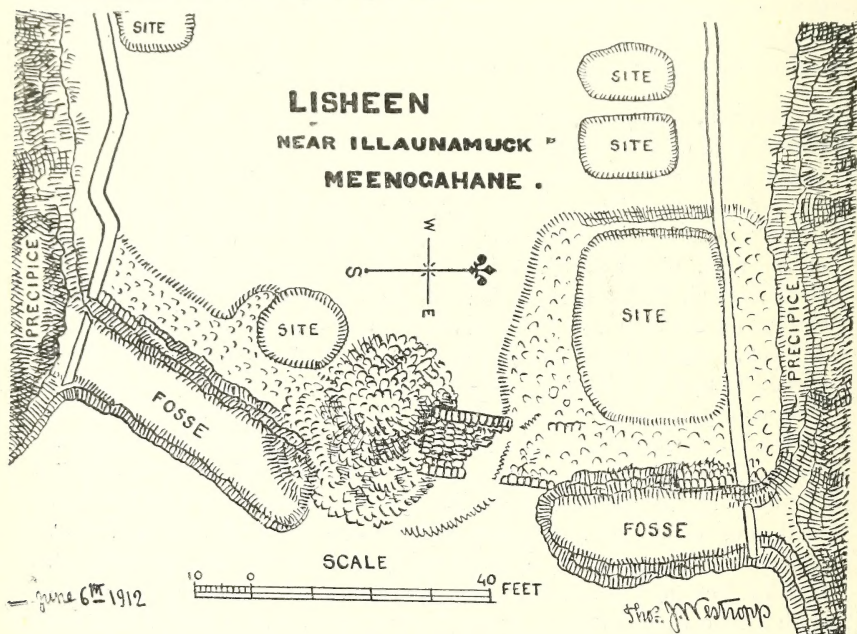 SITE
LISHEEN
NEAR ILLAUNAMUCK "
MEENOGAHANE .
SITE
SITE
PRECIPICE
W
S
E
SITE
SITE
PRECIPICE
FOSSE
FOSSE
SCALE
10 0 40 FEET
June 6TH 1912
Thos. J Westropp